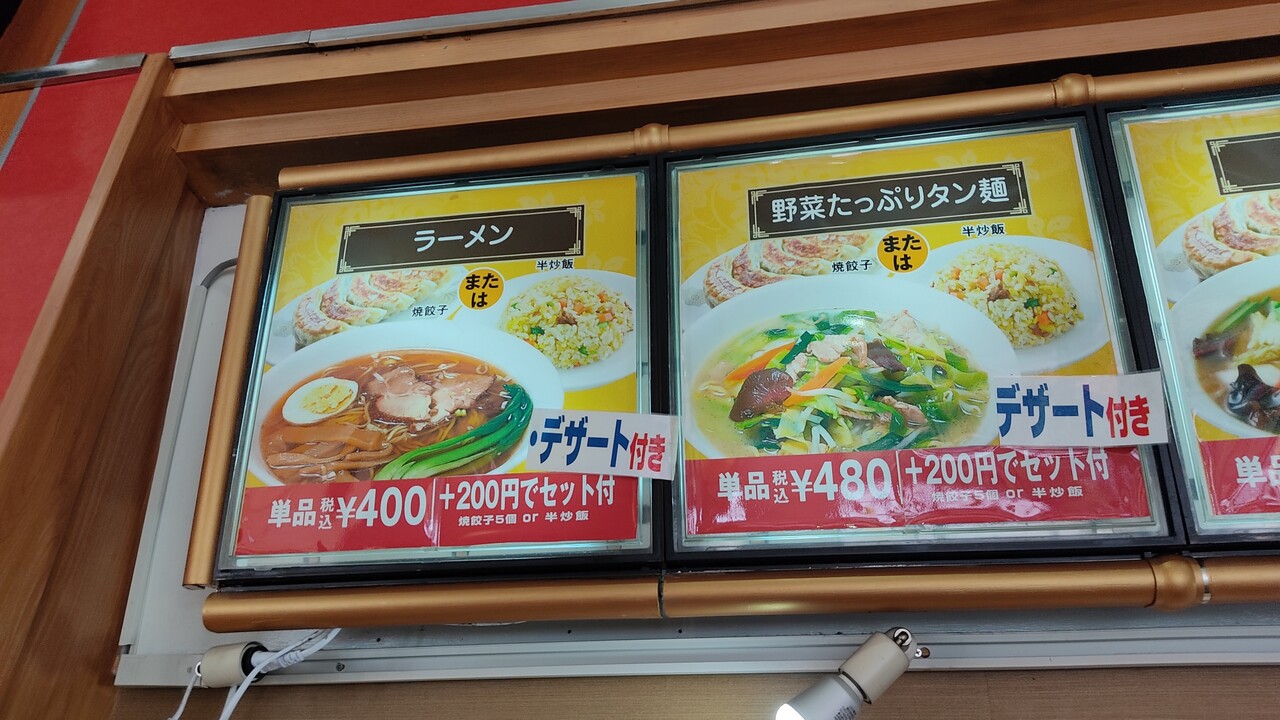 ラーメン
半炒飯
または
焼餃子
・デザート付き
単品 税込 ¥400 +200円でセット付
焼餃子5個 or 半炒飯
野菜たっぷりタン麺
半炒飯
または
焼餃子
デザート付き
単品 税込 ¥480 +200円でセット付
焼餃子5個 or 半炒飯
単品